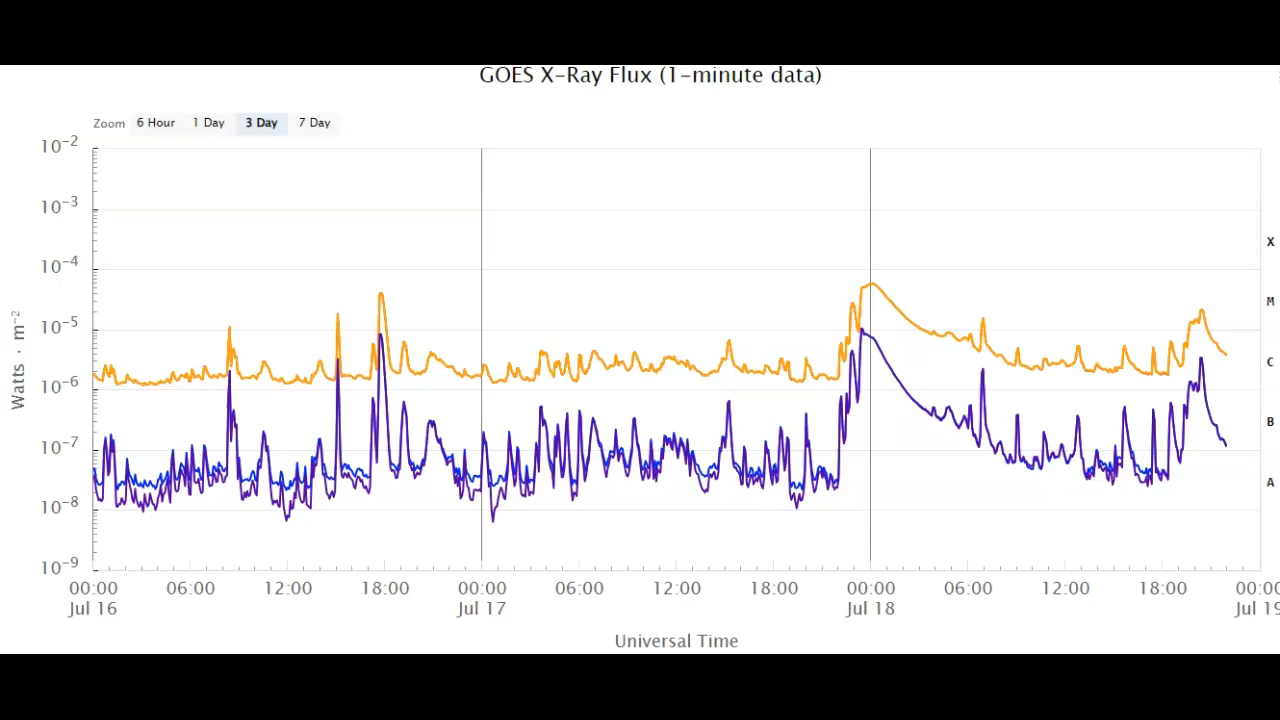 GOES X-Ray Flux (1-minute data)
Zoom 6 Hour 1 Day 3 Day 7 Day
10⁻²
10⁻³
10⁻⁴
10⁻⁵
10⁻⁶
10⁻⁷
10⁻⁸
10⁻⁹
Watts · m⁻²
X
M
C
B
A
00:00 06:00 12:00 18:00 00:00 06:00 12:00 18:00 00:00 06:00 12:00 18:00 00:00
Jul 16 Jul 17 Jul 18 Jul 19
Universal Time